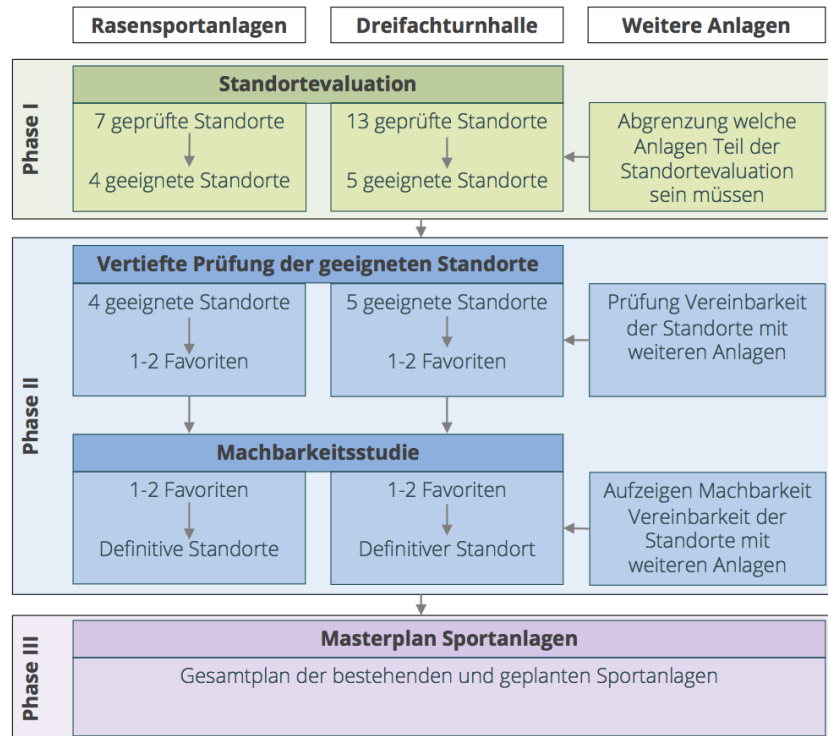 Rasensportanlagen
Dreifachturnhalle
Weitere Anlagen
Phase I
Standortevaluation
7 geprüfte Standorte
4 geeignete Standorte
13 geprüfte Standorte
5 geeignete Standorte
Abgrenzung welche
Anlagen Teil der
Standortevaluation
sein müssen
Phase II
Vertiefte Prüfung der geeigneten Standorte
4 geeignete Standorte
1-2 Favoriten
5 geeignete Standorte
1-2 Favoriten
Prüfung Vereinbarkeit
der Standorte mit
weiteren Anlagen
Machbarkeitsstudie
1-2 Favoriten
Definitive Standorte
1-2 Favoriten
Definitiver Standort
Aufzeigen Machbarkeit
Vereinbarkeit der
Standorte mit
weiteren Anlagen
Phase III
Masterplan Sportanlagen
Gesamtplan der bestehenden und geplanten Sportanlagen